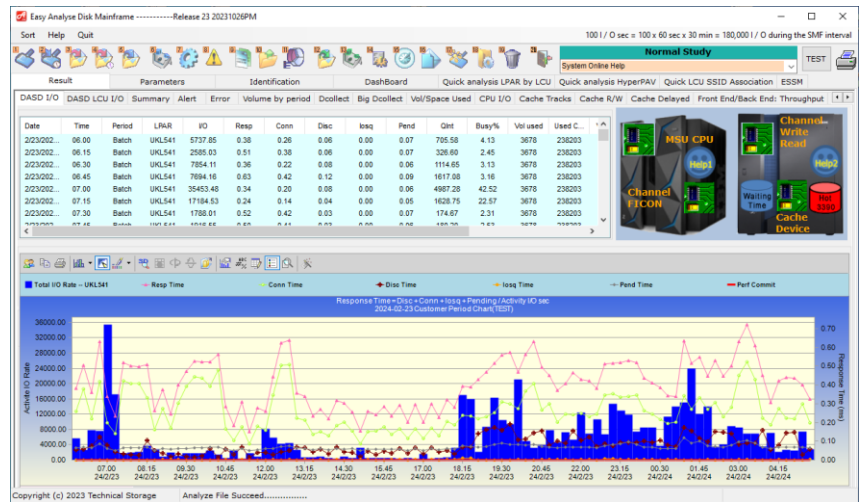 Easy Analyse Disk Mainframe -----------Release 23 20231026PM
Sort Help Quit
100 I / O sec = 100 x 60 sec x 30 min = 180,000 I / O during the SMF interval
Normal Study
System Online Help
TEST
Result Parameters Identification DashBoard Quick analysis LPAR by LCU Quick analysis HyperPAV Quick LCU SSID Association ESSM
DASD I/O DASD LCU I/O Summary Alert Error Volume by period Dcollect Big Dcollect Vol/Space Used CPU I/O Cache Tracks Cache R/W Cache Delayed Front End/Back End: Throughput
Date Time Period LPAR I/O Resp Conn Disc Iosq Pend QInt Busy% Vol used Used C...
2/23/202... 06.00 Batch UKL541 5737.85 0.38 0.26 0.06 0.00 0.07 705.58 4.13 3678 238203
2/23/202... 06.15 Batch UKL541 2585.03 0.51 0.38 0.06 0.00 0.07 326.60 2.45 3678 238203
2/23/202... 06.30 Batch UKL541 7854.11 0.36 0.22 0.08 0.00 0.06 1114.65 3.13 3678 238203
2/23/202... 06.45 Batch UKL541 7694.16 0.63 0.42 0.12 0.00 0.09 1617.08 3.16 3678 238203
2/23/202... 07.00 Batch UKL541 35453.48 0.34 0.20 0.08 0.00 0.06 4987.28 42.52 3678 238203
2/23/202... 07.15 Batch UKL541 17184.53 0.24 0.14 0.04 0.00 0.05 1628.75 22.57 3678 238203
2/23/202... 07.30 Batch UKL541 1788.01 0.52 0.42 0.03 0.00 0.07 174.67 2.31 3678 238203
MSU CPU
Help1
Channel
FICON
Channel
Write
Read
Help2
Waiting
Time
Hot
3390
Cache
Device
Total I/O Rate -- UKL541 Resp Time Conn Time Disc Time Iosq Time Pend Time Perf Commit
Response Time = Disc + Conn + Iosq + Pending / Activity I/O sec
2024-02-23 Customer Period Chart(TEST)
Activite I/O Rate
36000.00
32000.00
28000.00
24000.00
20000.00
16000.00
12000.00
8000.00
4000.00
0.00
0.70
0.60
0.50
0.40
0.30
0.20
0.10
0.00
Response Time (ms)
07.00 08.15 09.30 10.45 12.00 13.15 14.30 15.45 17.00 18.15 19.30 20.45 22.00 23.15 00.30 01.45 03.00 04.15
24/2/23 24/2/23 24/2/23 24/2/23 24/2/23 24/2/23 24/2/23 24/2/23 24/2/23 24/2/23 24/2/23 24/2/23 24/2/23 24/2/23 24/2/24 24/2/24 24/2/24 24/2/24
Copyright (c) 2023 Technical Storage Analyze File Succeed...............